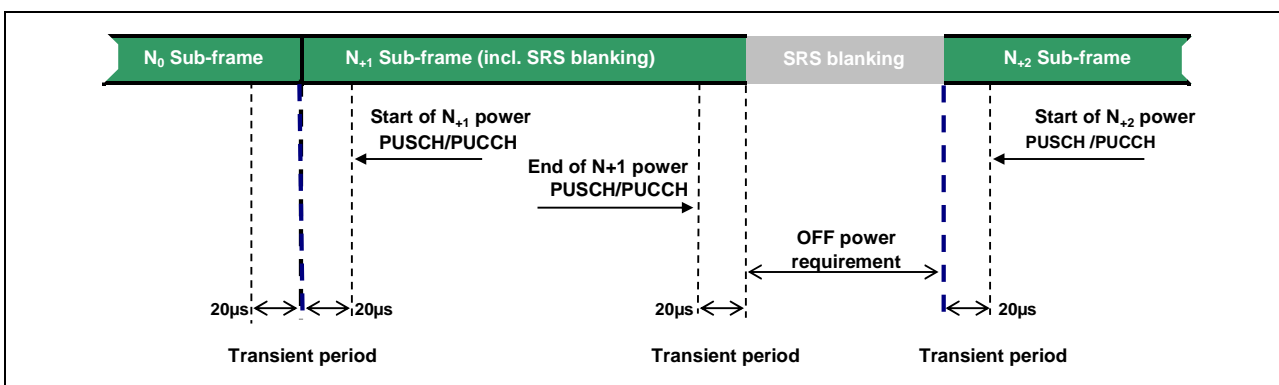 N0 Sub-frame
N+1 Sub-frame (incl. SRS blanking)
SRS blanking
N+2 Sub-frame
Start of N+1 power
PUSCH/PUCCH
Start of N+2 power
PUSCH /PUCCH
End of N+1 power
PUSCH/PUCCH
OFF power
requirement
20µs
20µs
20µs
20µs
Transient period
Transient period
Transient period